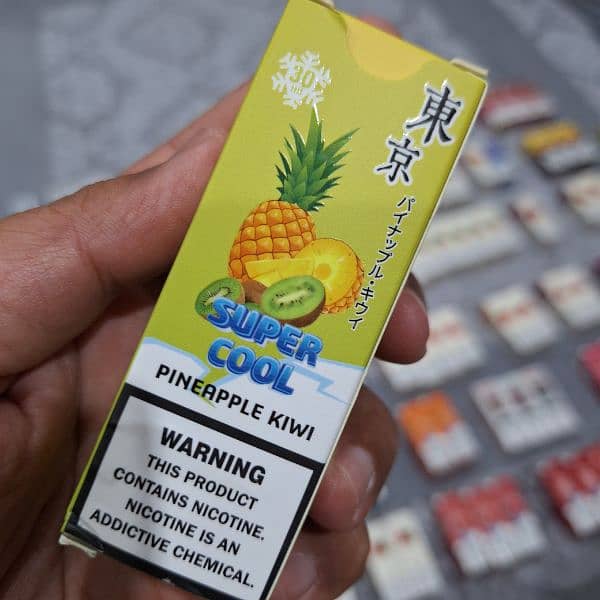 東京
パイナップル・キウイ
SUPER
COOL
PINEAPPLE KIWI
WARNING
THIS PRODUCT
CONTAINS NICOTINE.
NICOTINE IS AN
ADDICTIVE CHEMICAL.